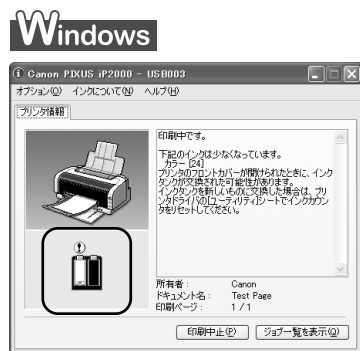 Windows
Canon PIXUS iP2000 - USB003
オプション(O) インクについて(N) ヘルプ(H)
プリンタ情報
印刷中です。
下記のインクは少なくなっています。
カラー [24]
プリンタのフロントカバーが開けられたときに、インク
タンクが交換された可能性があります。
インクタンクを新しいものに交換した場合は、プリ
ンタドライバの[ユーティリティ]シートでインクカウン
タをリセットしてください。
所有者： Canon
ドキュメント名： Test Page
印刷ページ： 1 / 1
印刷中止(P) ジョブ一覧を表示(Q)